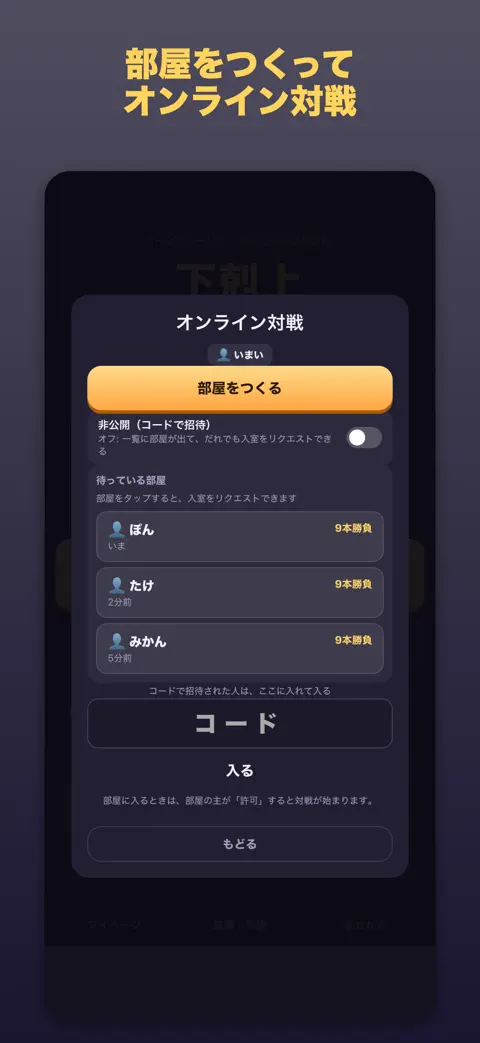 部屋をつくって
オンライン対戦
下剋上
オンライン対戦
いまい
部屋をつくる
非公開（コードで招待）
オフ: 一覧に部屋が出て、だれでも入室をリクエストでき
る
待っている部屋
部屋をタップすると、入室をリクエストできます
ぽん
9本勝負
いま
たけ
9本勝負
2分前
みかん
9本勝負
5分前
コードで招待された人は、ここに入れて入る
コード
入る
部屋に入るときは、部屋の主が「許可」すると対戦が始まります。
もどる
マイページ